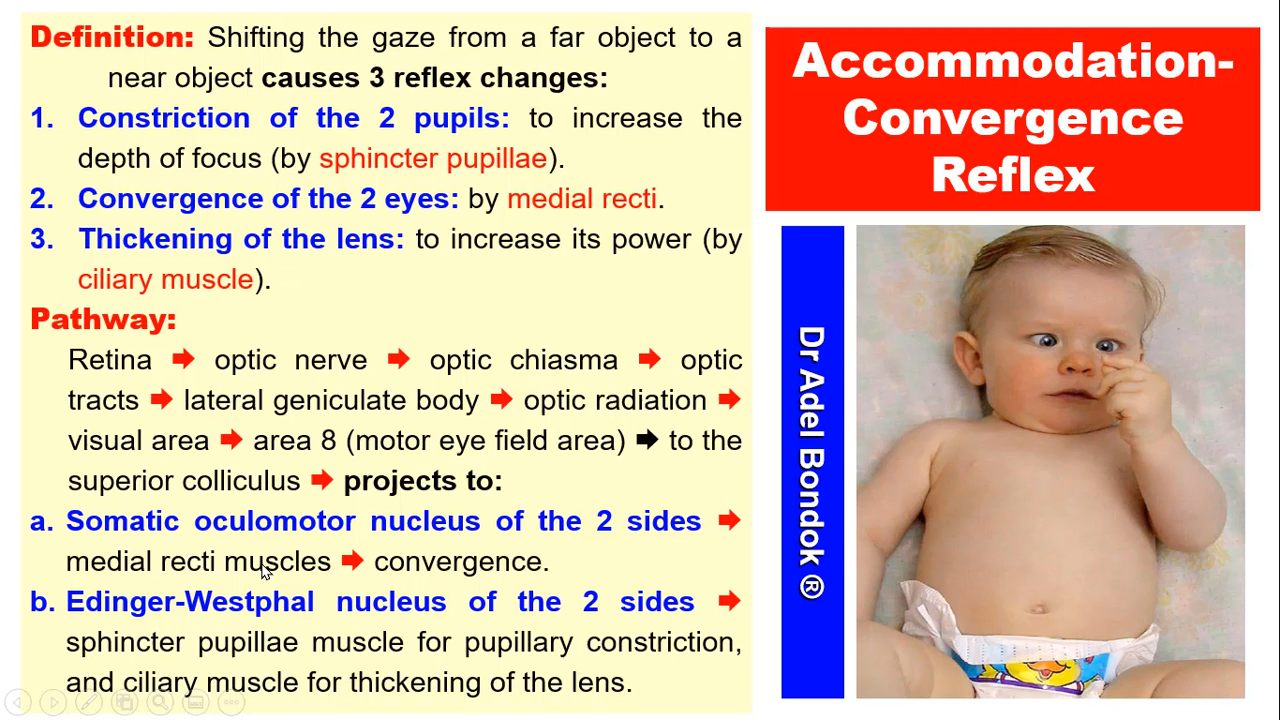 Definition: Shifting the gaze from a far object to a
near object causes 3 reflex changes:
1. Constriction of the 2 pupils: to increase the
depth of focus (by sphincter pupillae).
2. Convergence of the 2 eyes: by medial recti.
3. Thickening of the lens: to increase its power (by
ciliary muscle).
Pathway:
Retina ➡ optic nerve ➡ optic chiasma ➡ optic
tracts ➡ lateral geniculate body ➡ optic radiation ➡
visual area ➡ area 8 (motor eye field area) ➡ to the
superior colliculus ➡ projects to:
a. Somatic oculomotor nucleus of the 2 sides ➡
medial recti muscles ➡ convergence.
b. Edinger-Westphal nucleus of the 2 sides ➡
sphincter pupillae muscle for pupillary constriction,
and ciliary muscle for thickening of the lens.
Accommodation-
Convergence
Reflex
Dr Adel Bondok ®